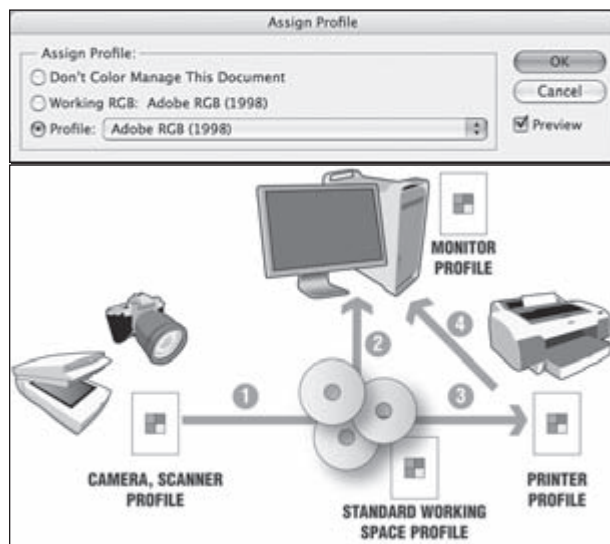 Assign Profile
Assign Profile:
Don't Color Manage This Document
Working RGB: Adobe RGB (1998)
Profile: Adobe RGB (1998)
OK
Cancel
Preview
MONITOR
PROFILE
4
2
1
3
CAMERA, SCANNER
PROFILE
STANDARD WORKING
SPACE PROFILE
PRINTER
PROFILE